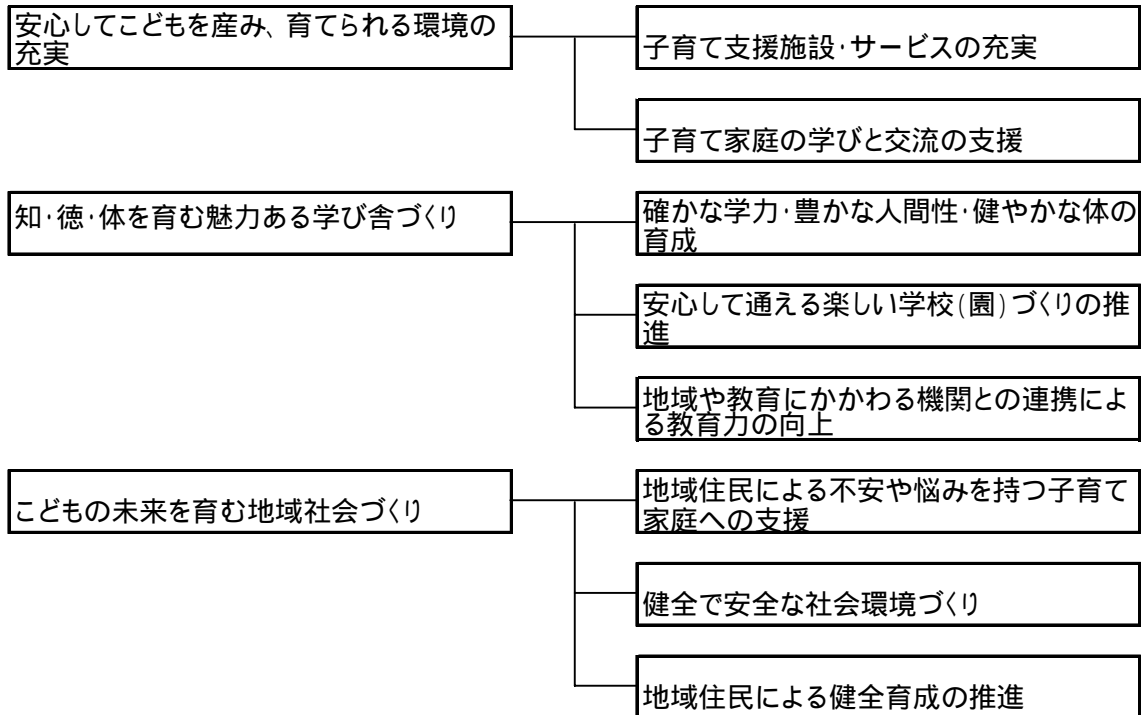 安心してこどもを産み、育てられる環境の
充実
子育て支援施設･サービスの充実
子育て家庭の学びと交流の支援
知･徳･体を育む魅力ある学び舎づくり
確かな学力･豊かな人間性･健やかな体の
育成
安心して通える楽しい学校(園)づくりの推
進
地域や教育にかかわる機関との連携によ
る教育力の向上
こどもの未来を育む地域社会づくり
地域住民による不安や悩みを持つ子育て
家庭への支援
健全で安全な社会環境づくり
地域住民による健全育成の推進